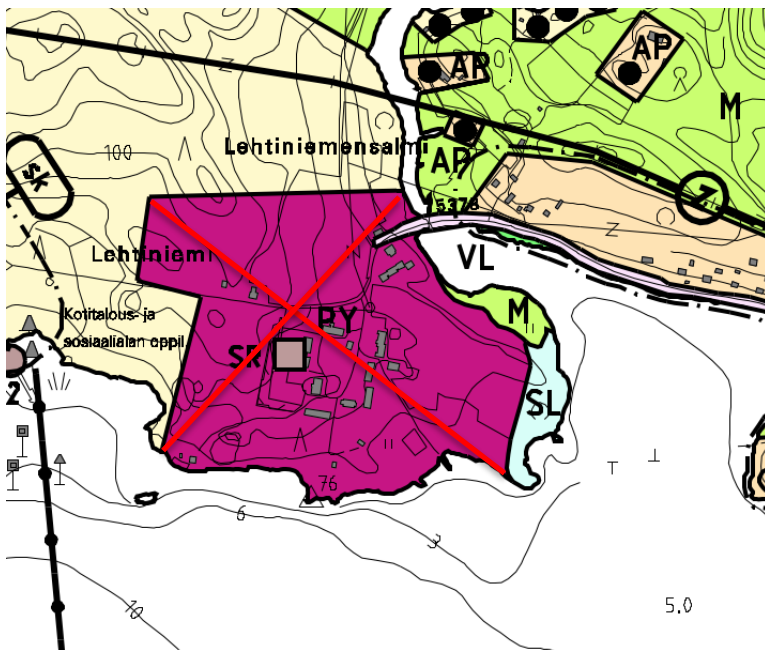 AP
AP
M
100
Lehtiniemensalmi
AP
sk
15378
z
Z
Z
VL
Lehtiniemi
M
Kotitalous- ja
PY
sosiaalialan oppil
SR
2
SL
76
6
3
10
5.0